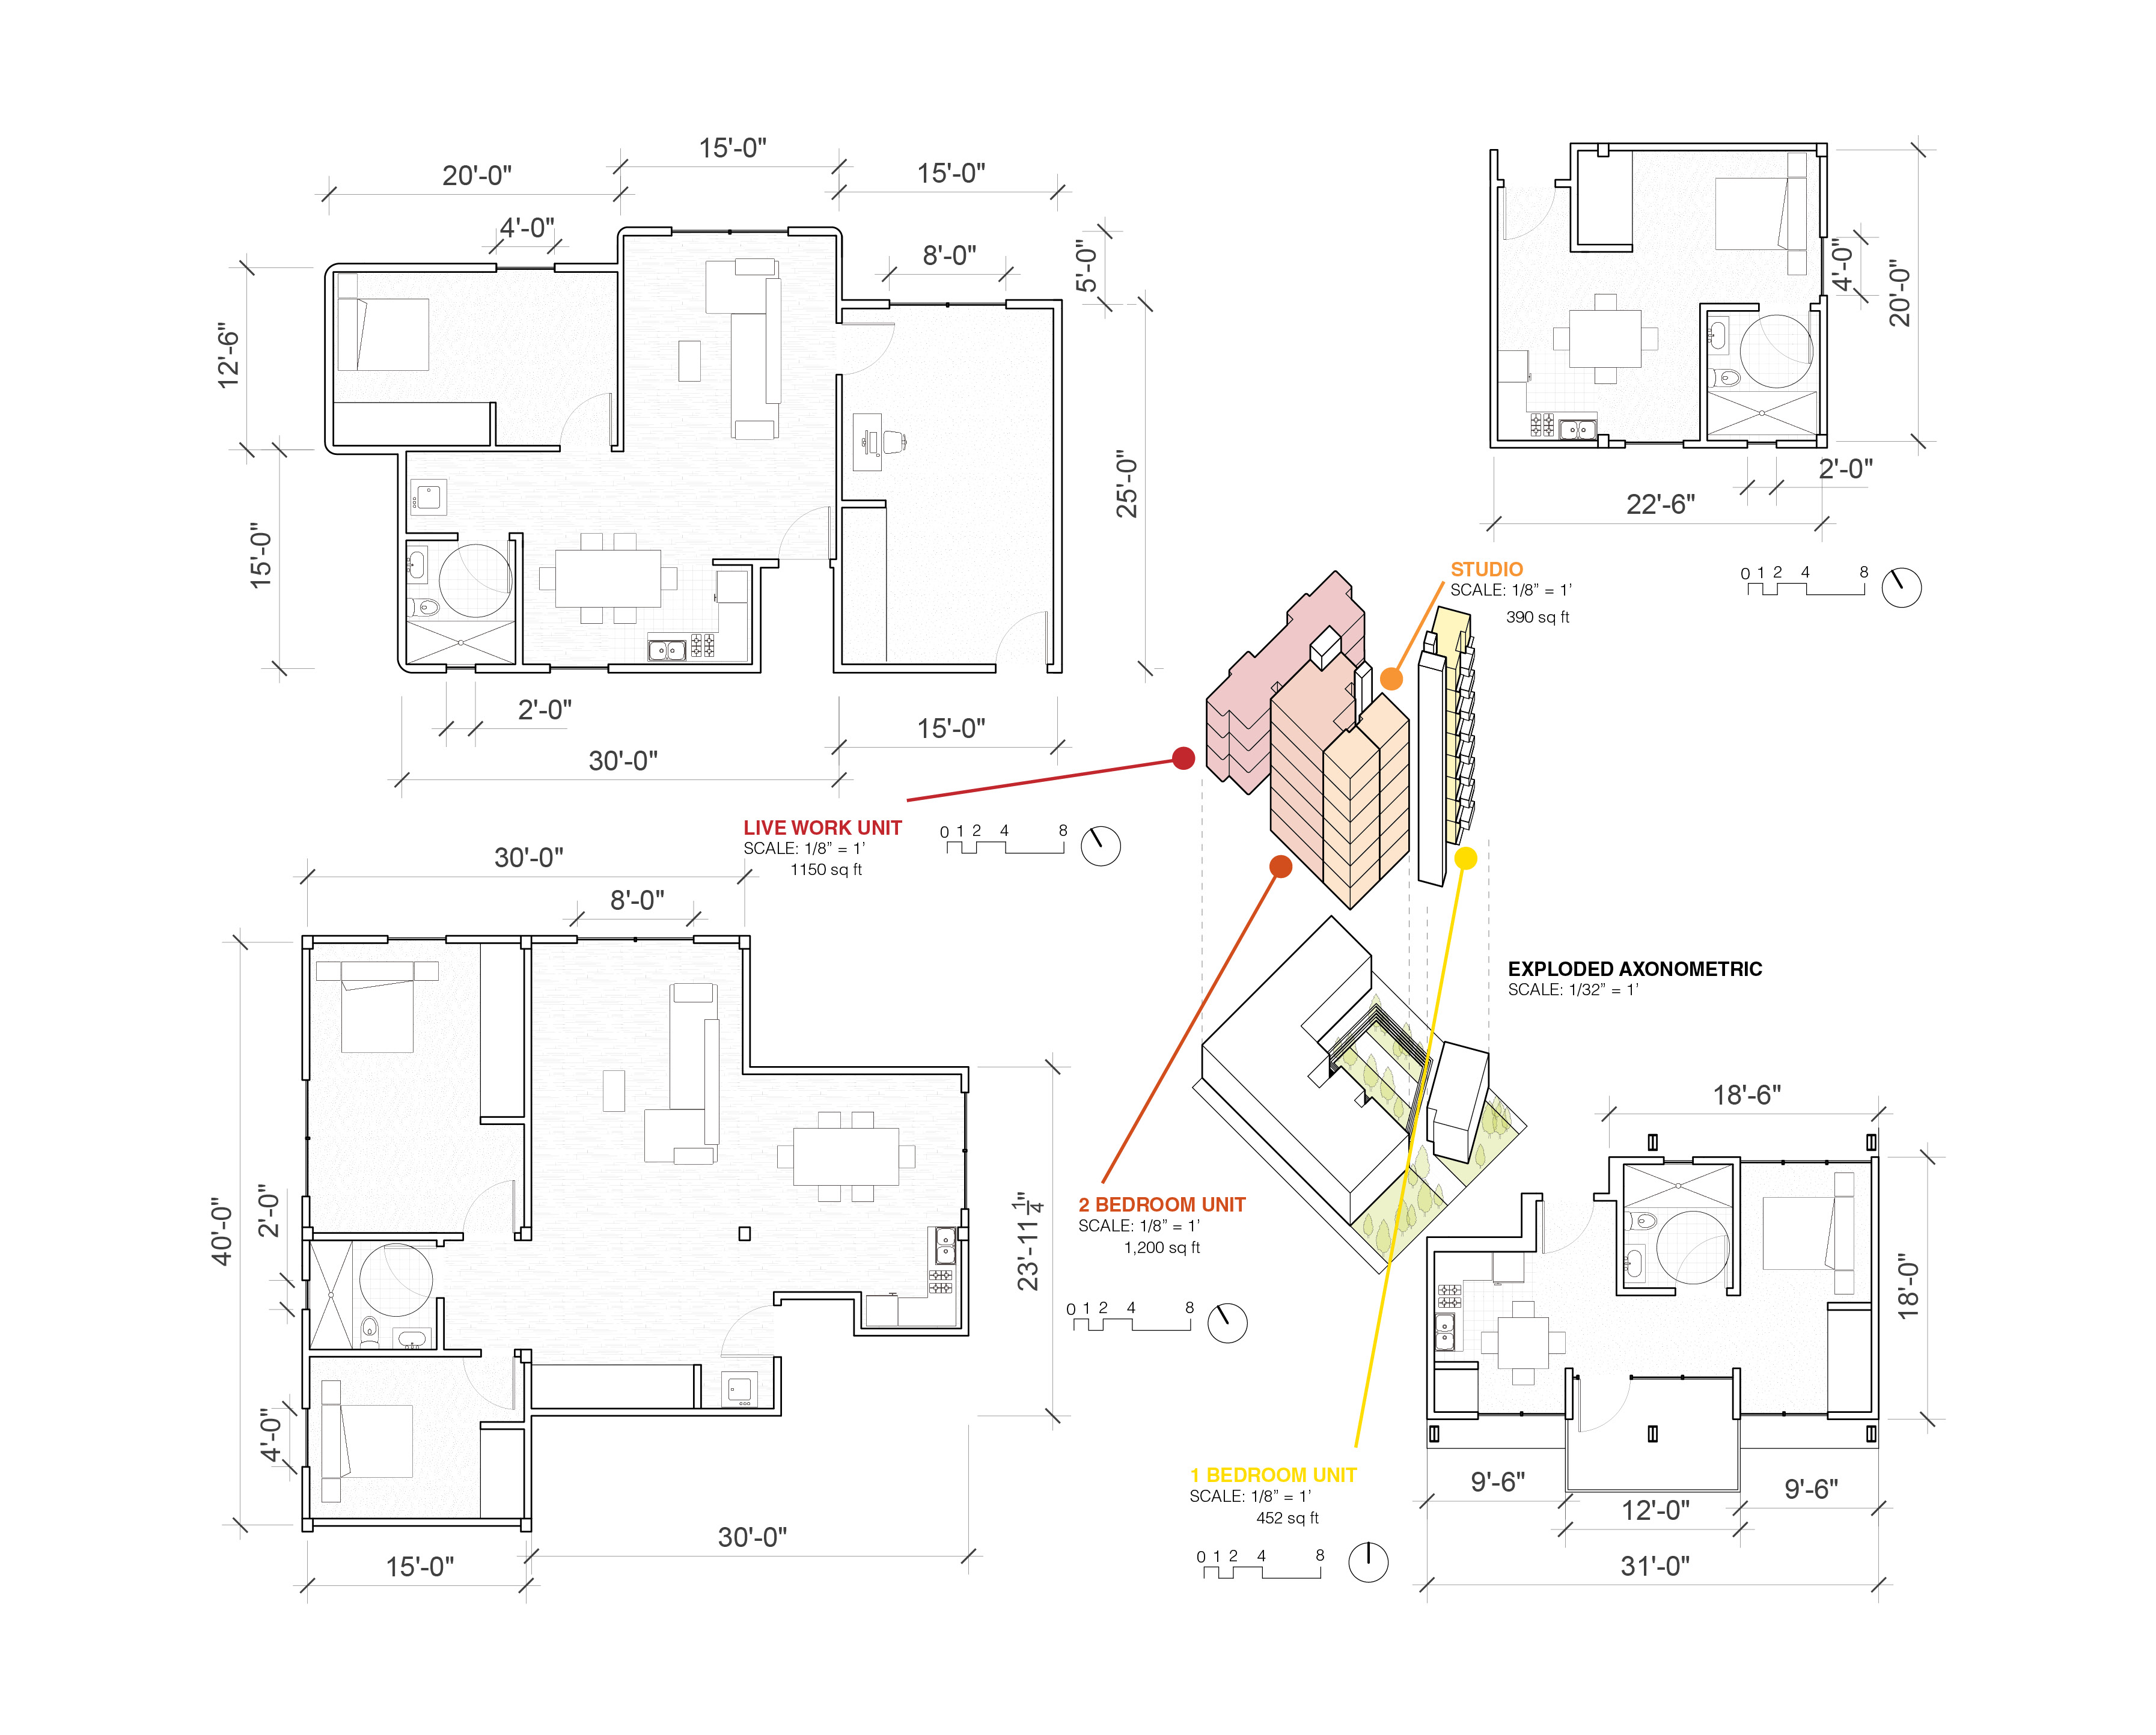 15'-0"
20'-0"
15'-0"
4'-0"
8'-0"
5'-0"
12'-6"
25'-0"
15'-0"
2'-0"
15'-0"
30'-0"
4'-0"
20'-0"
2'-0"
22'-6"
STUDIO
SCALE: 1/8” = 1’
390 sq ft
0 1 2 4 8
LIVE WORK UNIT
SCALE: 1/8” = 1’
1150 sq ft
0 1 2 4 8
30'-0"
8'-0"
40'-0"
2'-0"
4'-0"
23'-11 1/4"
15'-0"
30'-0"
EXPLODED AXONOMETRIC
SCALE: 1/32” = 1’
2 BEDROOM UNIT
SCALE: 1/8” = 1’
1,200 sq ft
0 1 2 4 8
18'-6"
18'-0"
9'-6"
12'-0"
9'-6"
31'-0"
1 BEDROOM UNIT
SCALE: 1/8” = 1’
452 sq ft
0 1 2 4 8